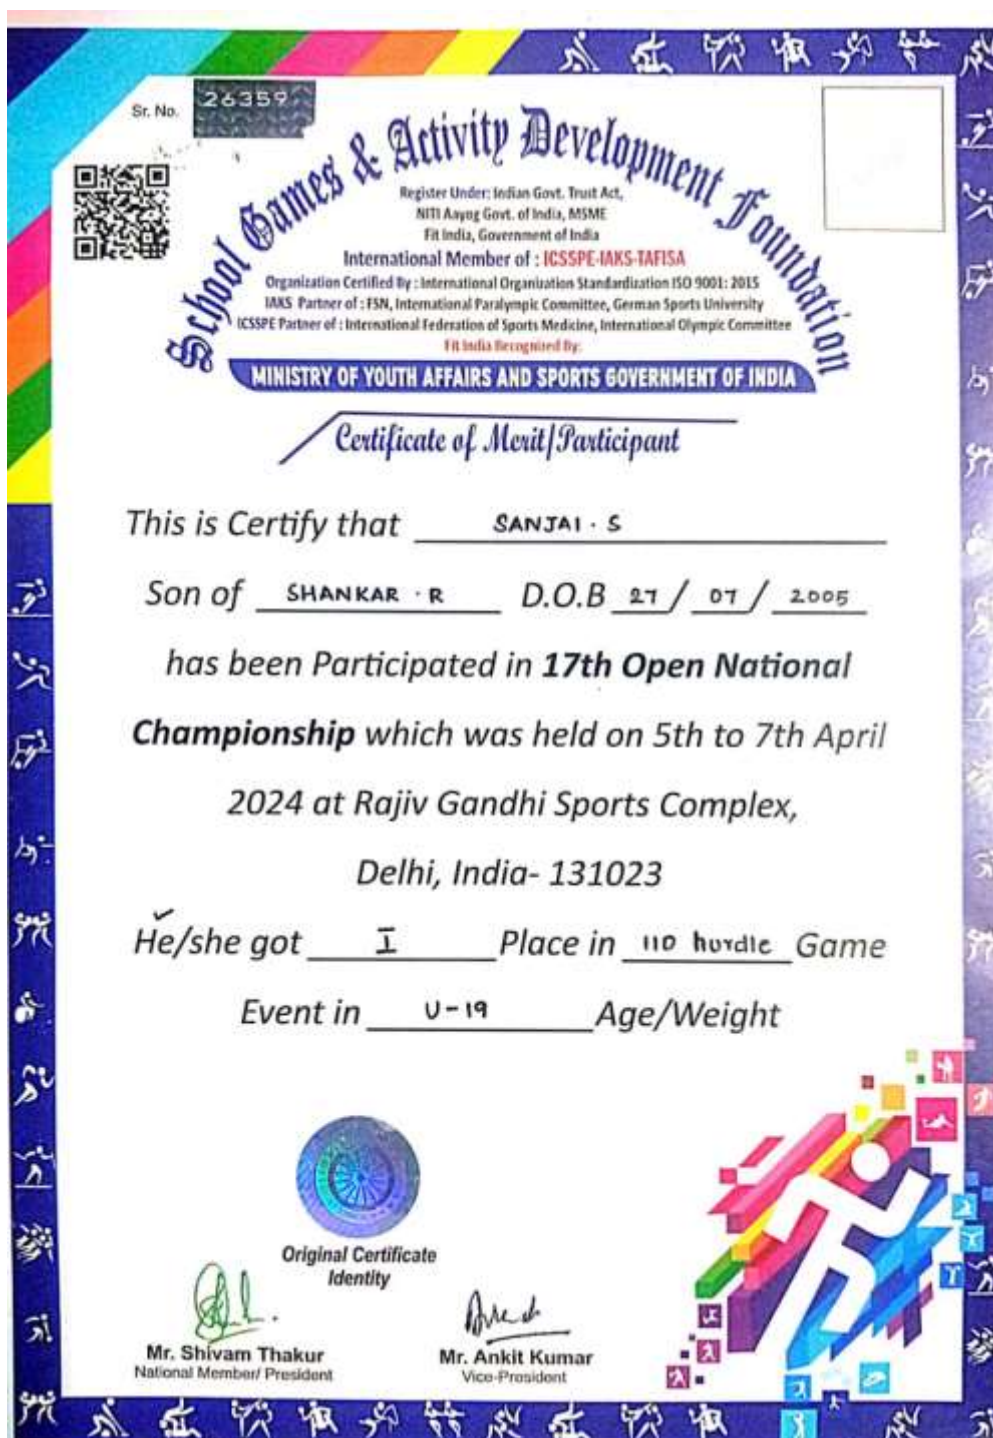 Sr. No. 26359
School Games & Activity Development Foundation
Register Under: Indian Govt. Trust Act,
NITI Aayog Govt. of India, MSME
Fit India, Government of India
International Member of : ICSSPE-IAKS-TAFISA
Organization Certified By : International Organization Standardization ISO 9001: 2015
IAKS Partner of : FSN, International Paralympic Committee, German Sports University
ICSSPE Partner of : International Federation of Sports Medicine, International Olympic Committee
Fit India Recognized By:
MINISTRY OF YOUTH AFFAIRS AND SPORTS GOVERNMENT OF INDIA
Certificate of Merit/Participant
This is Certify that SANJAI . S
Son of SHANKAR . R D.O.B 27 / 07 / 2005
has been Participated in 17th Open National
Championship which was held on 5th to 7th April
2024 at Rajiv Gandhi Sports Complex,
Delhi, India- 131023
He/she got I Place in 110 hurdle Game
Event in U-19 Age/Weight
Original Certificate
Identity
Mr. Shivam Thakur
National Member/ President
Mr. Ankit Kumar
Vice-President